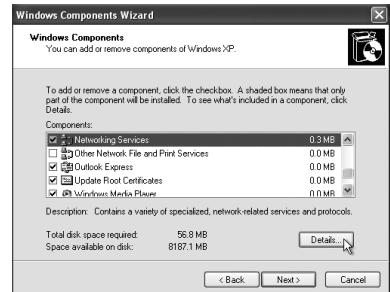 Windows Components Wizard
Windows Components
You can add or remove components of Windows XP.
To add or remove a component, click the checkbox. A shaded box means that only
part of the component will be installed. To see what's included in a component, click
Details.
Components:
Networking Services 0.3 MB
Other Network File and Print Services 0.0 MB
Outlook Express 0.0 MB
Update Root Certificates 0.0 MB
Windows Media Player 0.0 MB
Description: Contains a variety of specialized, network-related services and protocols.
Total disk space required: 56.8 MB
Space available on disk: 8187.1 MB
Details...
< Back Next > Cancel